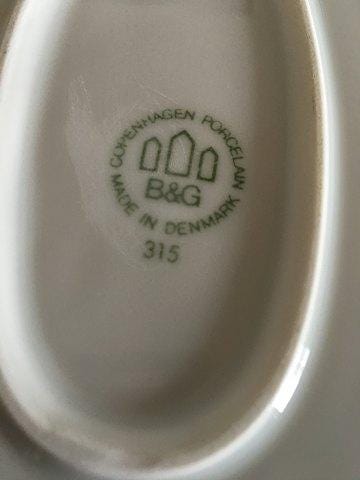 COPENHAGEN PORCELAIN
B&G
MADE IN DENMARK
315